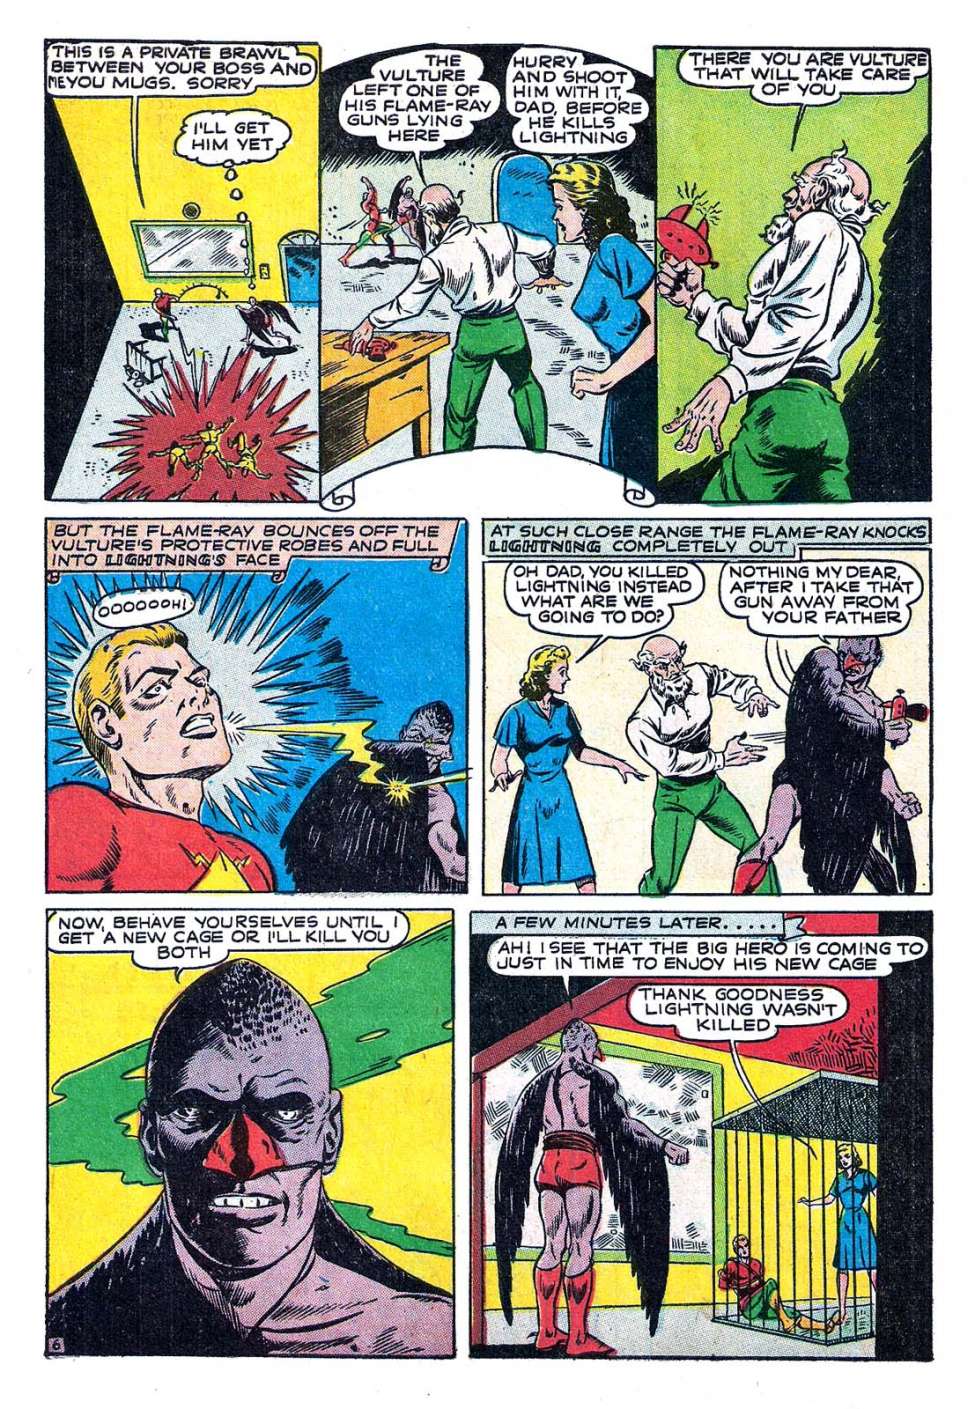 THIS IS A PRIVATE BRAWL
BETWEEN YOUR BOSS AND
ME YOU MUGS. SORRY
I'LL GET
HIM YET
THE
VULTURE
LEFT ONE OF
HIS FLAME-RAY
GUNS LYING
HERE
HURRY
AND SHOOT
HIM WITH IT,
DAD, BEFORE
HE KILLS
LIGHTNING
THERE YOU ARE VULTURE
THAT WILL TAKE CARE
OF YOU
BUT THE FLAME-RAY BOUNCES OFF THE
VULTURE'S PROTECTIVE ROBES AND FULL
INTO LIGHTNING'S FACE
OOOOOOH!
AT SUCH CLOSE RANGE THE FLAME-RAY KNOCKS
LIGHTNING COMPLETELY OUT
OH DAD, YOU KILLED
LIGHTNING INSTEAD
WHAT ARE WE
GOING TO DO?
NOTHING MY DEAR,
AFTER I TAKE THAT
GUN AWAY FROM
YOUR FATHER
NOW, BEHAVE YOURSELVES UNTIL I
GET A NEW CAGE OR I'LL KILL YOU
BOTH
6
A FEW MINUTES LATER.....
AH! I SEE THAT THE BIG HERO IS COMING TO
JUST IN TIME TO ENJOY HIS NEW CAGE
THANK GOODNESS
LIGHTNING WASN'T
KILLED